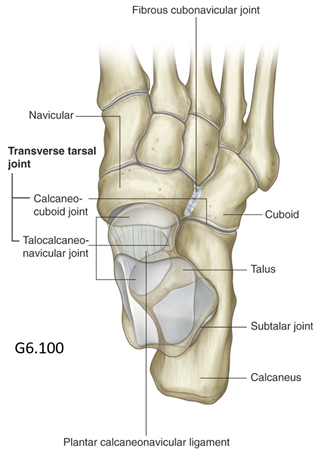 Fibrous cubonavicular joint
Navicular
Transverse tarsal
joint
Calcaneo-
cuboid joint
Cuboid
Talocalcaneo-
navicular joint
Talus
Subtalar joint
G6.100
Calcaneus
Plantar calcaneonavicular ligament